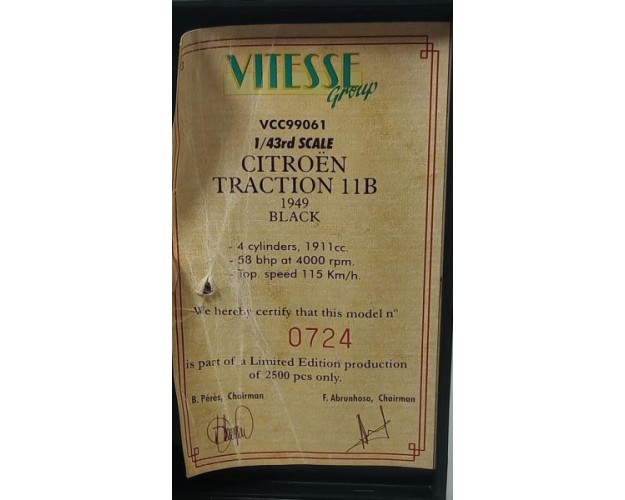 VITESSE
Group
VCC99061
1/43rd SCALE
CITROËN
TRACTION 11B
1949
BLACK
- 4 cylinders, 1911cc.
- 58 bhp at 4000 rpm.
- Top. speed 115 Km/h.
We hereby certify that this model n°
0724
is part of a Limited Edition production
of 2500 pcs only.
B. Pérès, Chairman F. Abrunhosa, Chairman